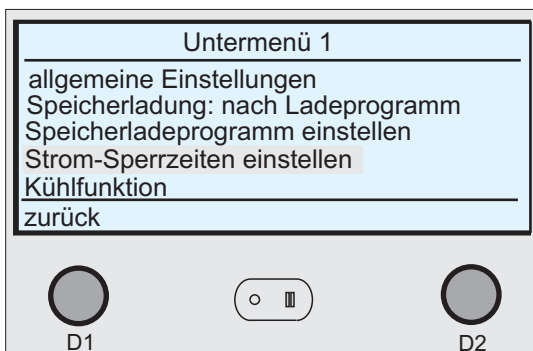 Untermenü 1
allgemeine Einstellungen
Speicherladung: nach Ladeprogramm
Speicherladeprogramm einstellen
Strom-Sperrzeiten einstellen
Kühlfunktion
zurück
D1 D2